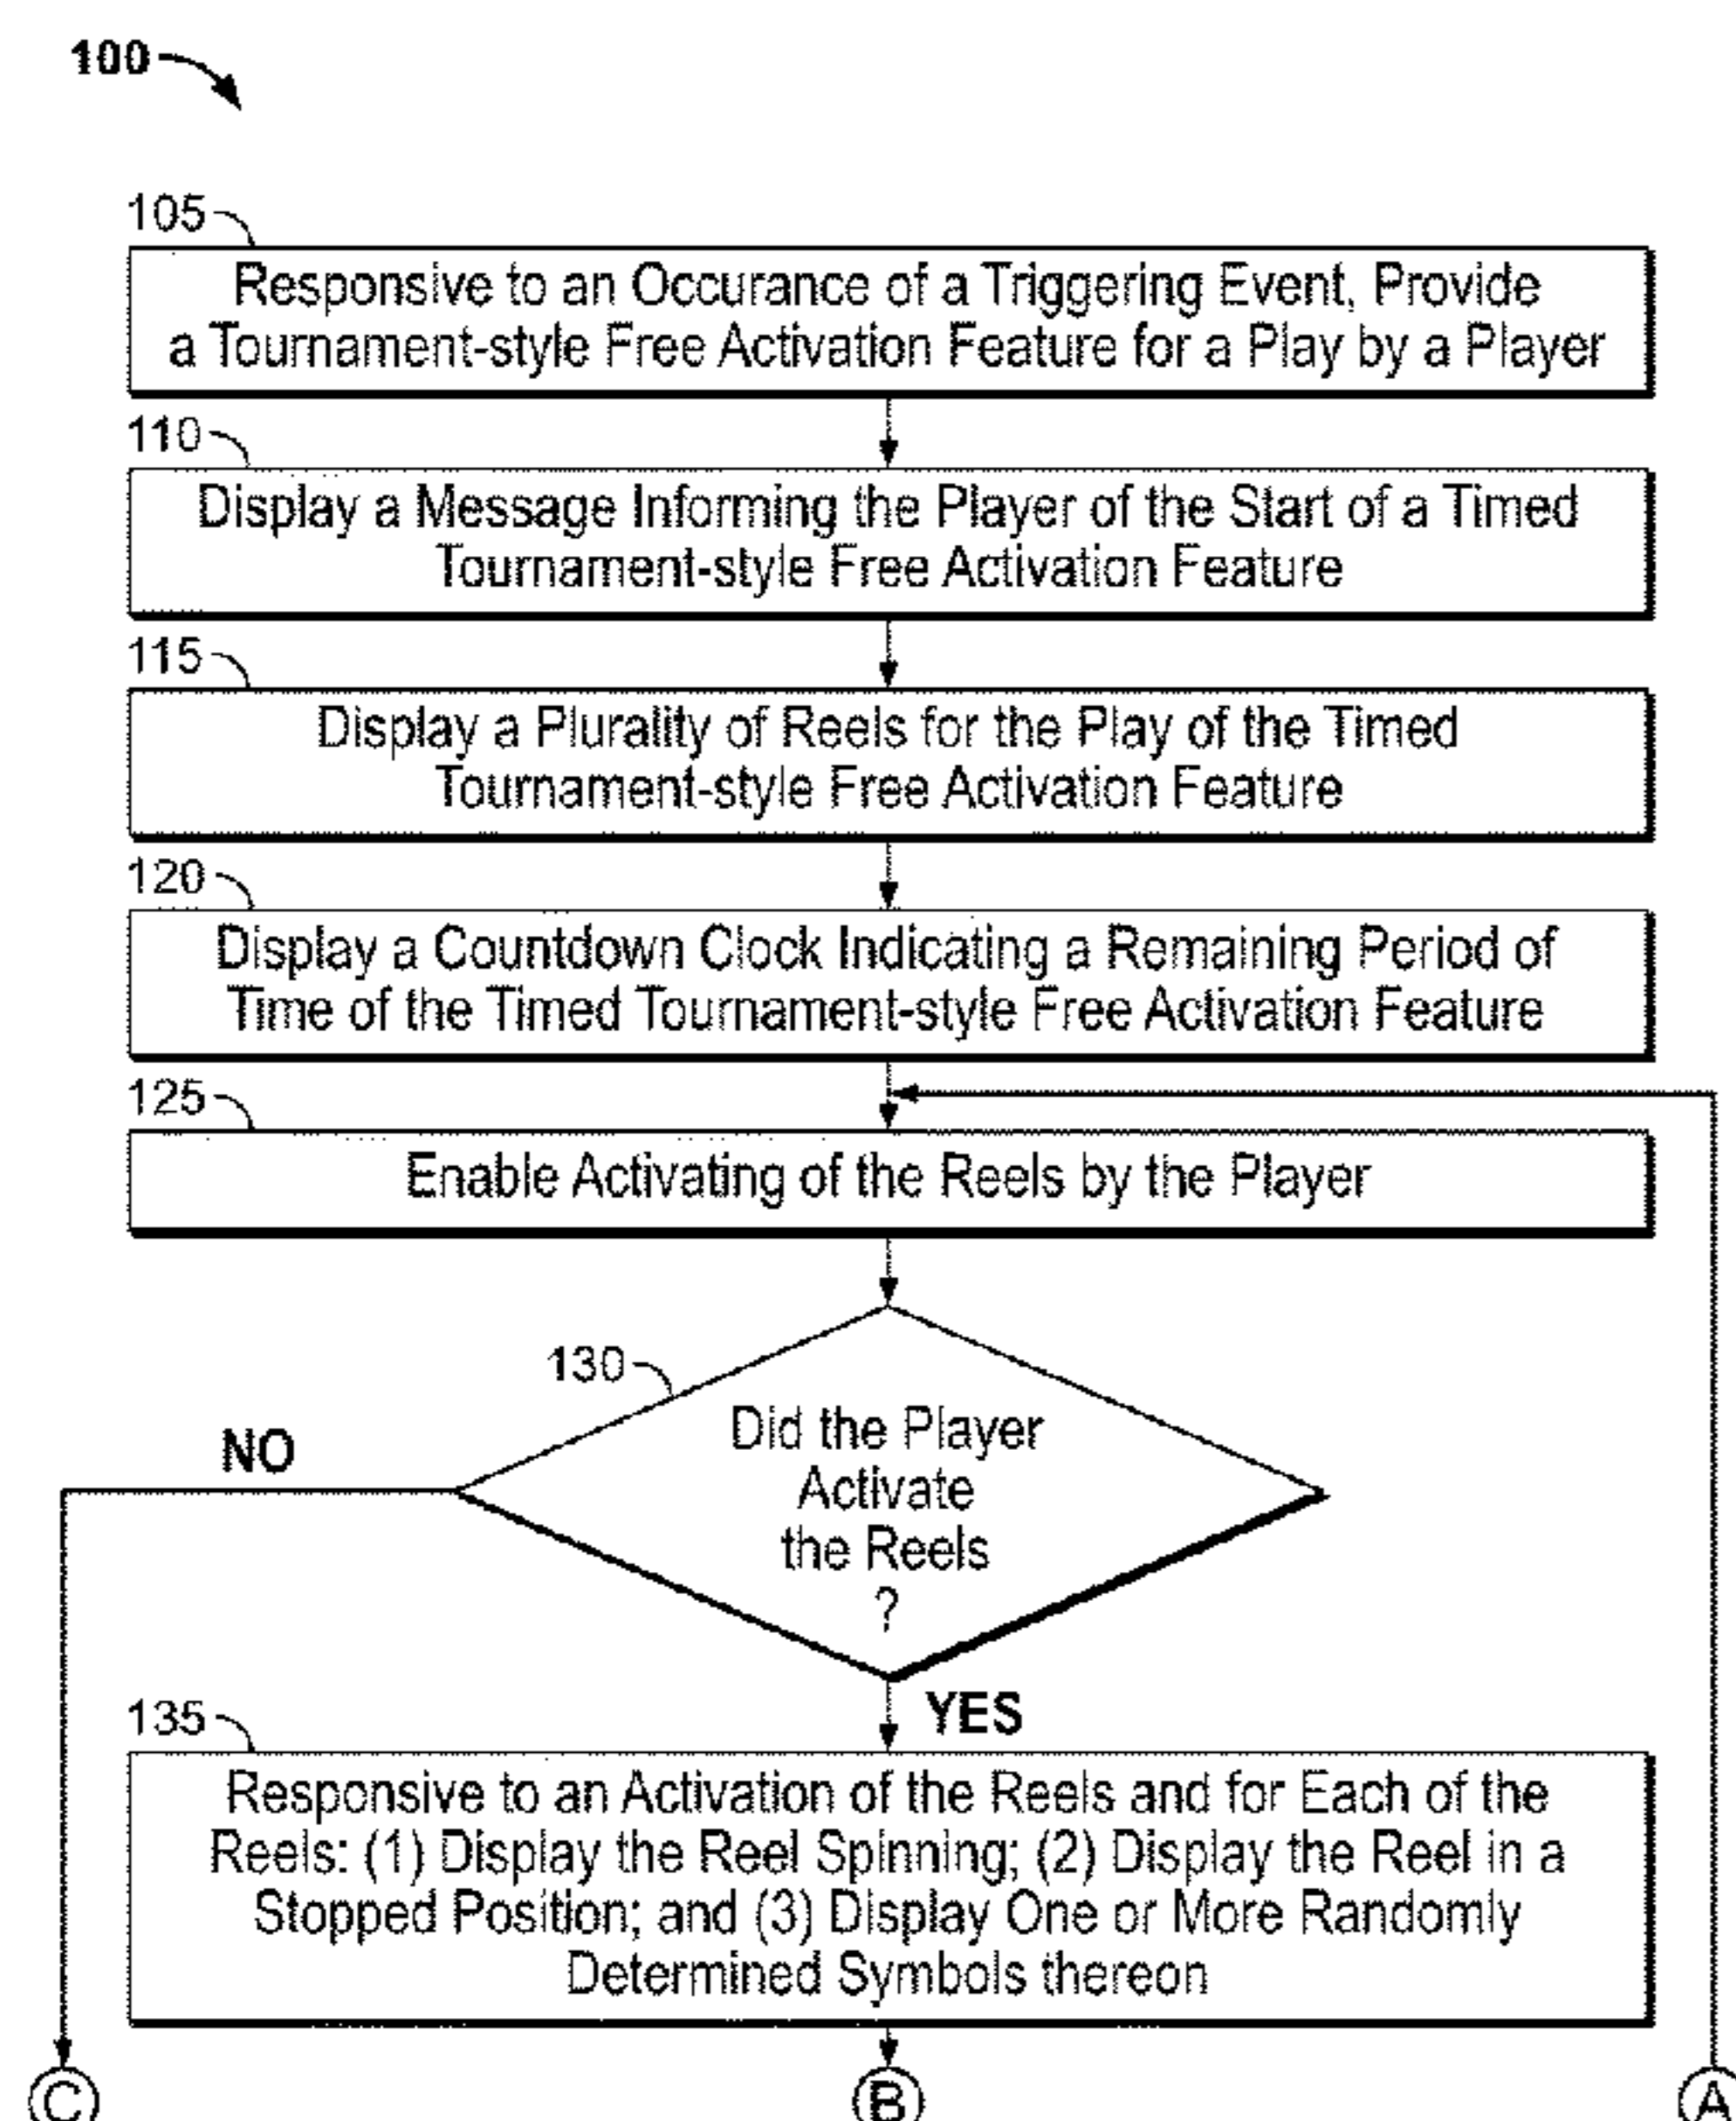 100
105
Responsive to an Occurance of a Triggering Event, Provide
a Tournament-style Free Activation Feature for a Play by a Player
110
Display a Message Informing the Player of the Start of a Timed
Tournament-style Free Activation Feature
115
Display a Plurality of Reels for the Play of the Timed
Tournament-style Free Activation Feature
120
Display a Countdown Clock Indicating a Remaining Period of
Time of the Timed Tournament-style Free Activation Feature
125
Enable Activating of the Reels by the Player
130
Did the Player
Activate
the Reels
?
NO
YES
135
Responsive to an Activation of the Reels and for Each of the
Reels: (1) Display the Reel Spinning; (2) Display the Reel in a
Stopped Position; and (3) Display One or More Randomly
Determined Symbols thereon
C
B
A